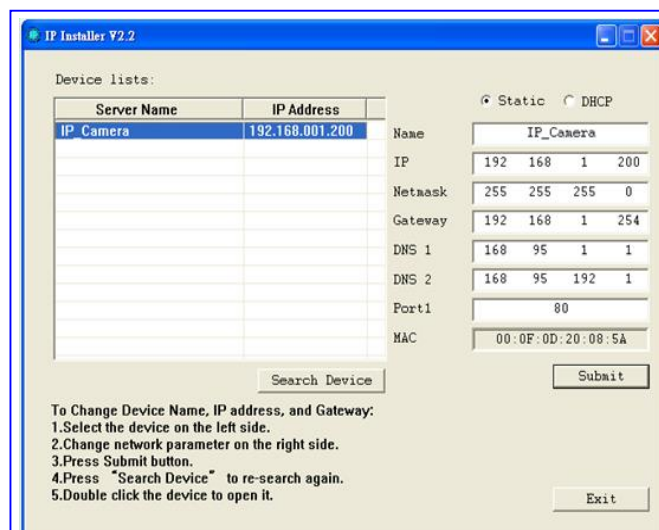 IP Installer V2.2
Device lists:
Server Name IP Address
IP_Camera 192.168.001.200
Static DHCP
Name IP_Camera
IP 192 168 1 200
Netmask 255 255 255 0
Gateway 192 168 1 254
DNS 1 168 95 1 1
DNS 2 168 95 192 1
Port1 80
MAC 00:0F:0D:20:08:5A
Search Device
Submit
To Change Device Name, IP address, and Gateway:
1.Select the device on the left side.
2.Change network parameter on the right side.
3.Press Submit button.
4.Press “Search Device” to re-search again.
5.Double click the device to open it.
Exit